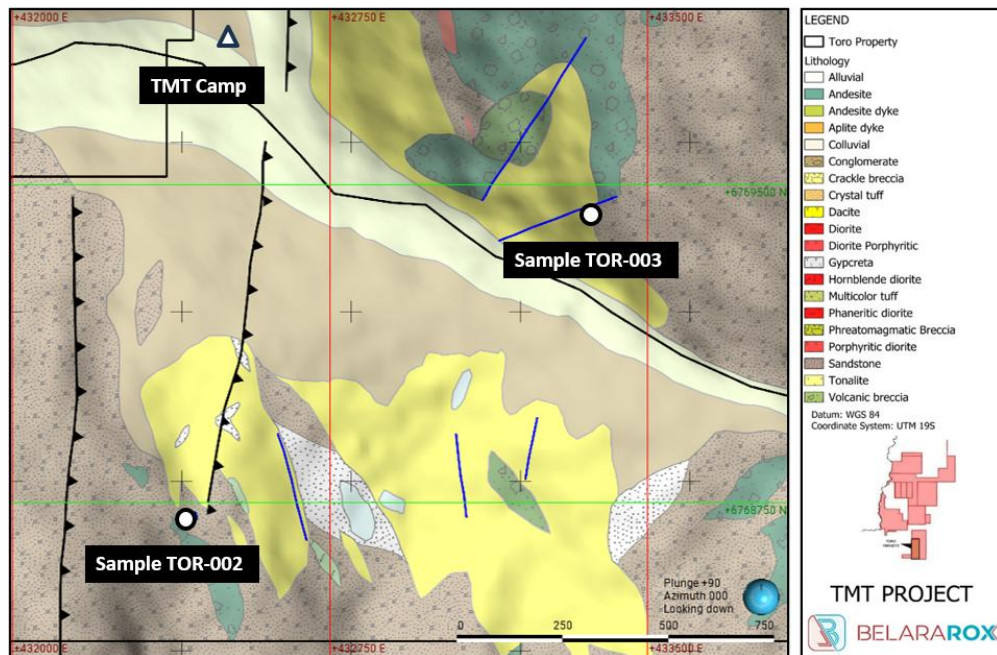 +432000
+432750
+433500
TMT Camp
+6769500 N
Sample TOR-003
+6768750 N
Sample TOR-002
Plunge +90
Azimuth 000
Looking down
0 250 500 750
+432000
+432750
+433500
LEGEND
Toro Property
Lithology
Alluvial
Andesite
Andesite dyke
Aplite dyke
Colluvial
Conglomerate
Crackle breccia
Crystal tuff
Dacite
Diorite
Diorite Porphyritic
Gypcreta
Hornblende diorite
Multicolor tuff
Phaneritic diorite
Phreatomagmatic Breccia
Porphyritic diorite
Sandstone
Tonalite
Volcanic breccia
Datum: WGS 84
Coordinate System: UTM 19S
TMT PROJECT
BELARAROX